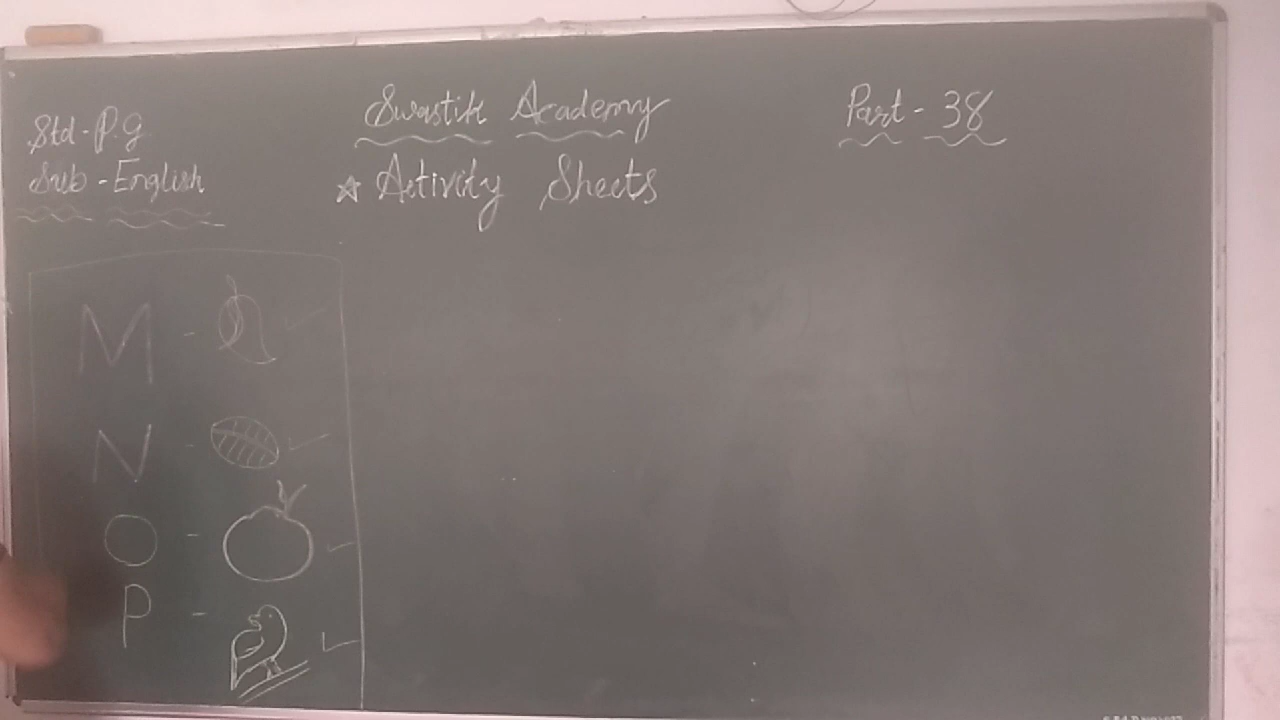 Std - P.G
Sub - English
Swastik Academy
Part - 38
☆ Activity Sheets
M -
N -
O -
P -